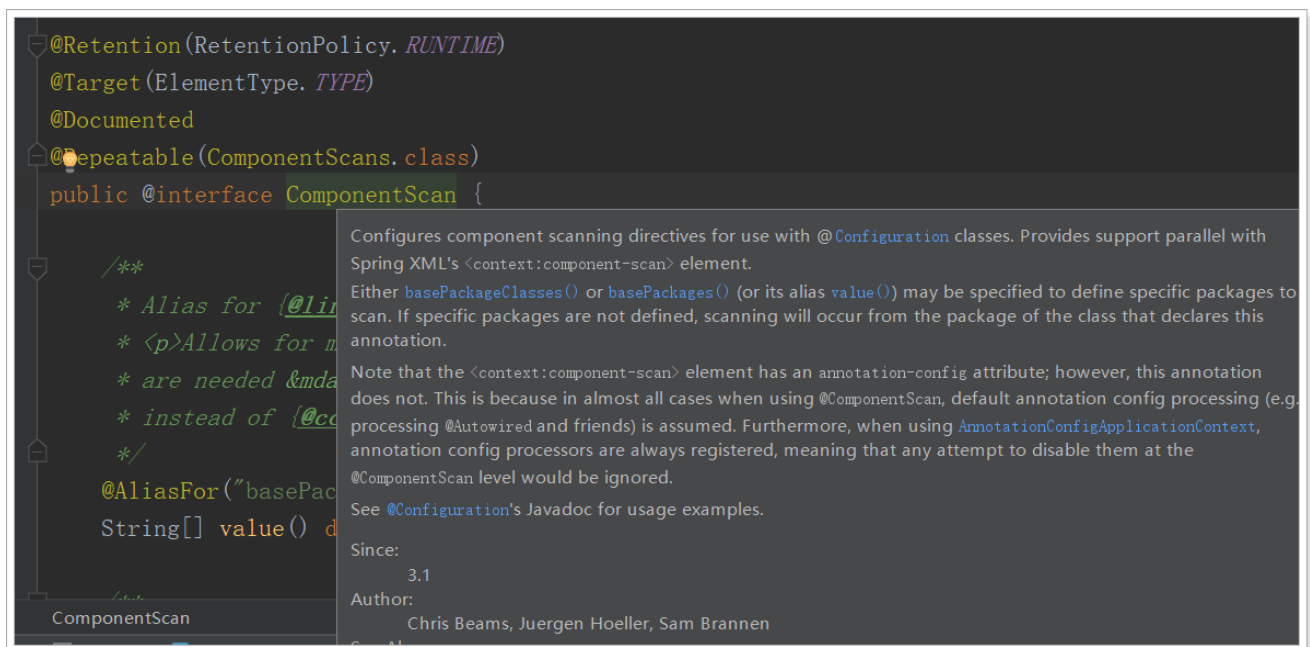 @Retention(RetentionPolicy.RUNTIME)
@Target(ElementType.TYPE)
@Documented
@Repeatable(ComponentScans.class)
public @interface ComponentScan {
Configures component scanning directives for use with @Configuration classes. Provides support parallel with
Spring XML's <context:component-scan> element.
Either basePackageClasses() or basePackages() (or its alias value()) may be specified to define specific packages to
scan. If specific packages are not defined, scanning will occur from the package of the class that declares this
annotation.
Note that the <context:component-scan> element has an annotation-config attribute; however, this annotation
does not. This is because in almost all cases when using @ComponentScan, default annotation config processing (e.g.
processing @Autowired and friends) is assumed. Furthermore, when using AnnotationConfigApplicationContext,
annotation config processors are always registered, meaning that any attempt to disable them at the
@ComponentScan level would be ignored.
See @Configuration's Javadoc for usage examples.
Since:
3.1
Author:
Chris Beams, Juergen Hoeller, Sam Brannen
/**
* Alias for {@lin
* <p>Allows for m
* are needed &mda
* instead of {@co
*/
@AliasFor("basePac
String[] value() d
/**
ComponentScan